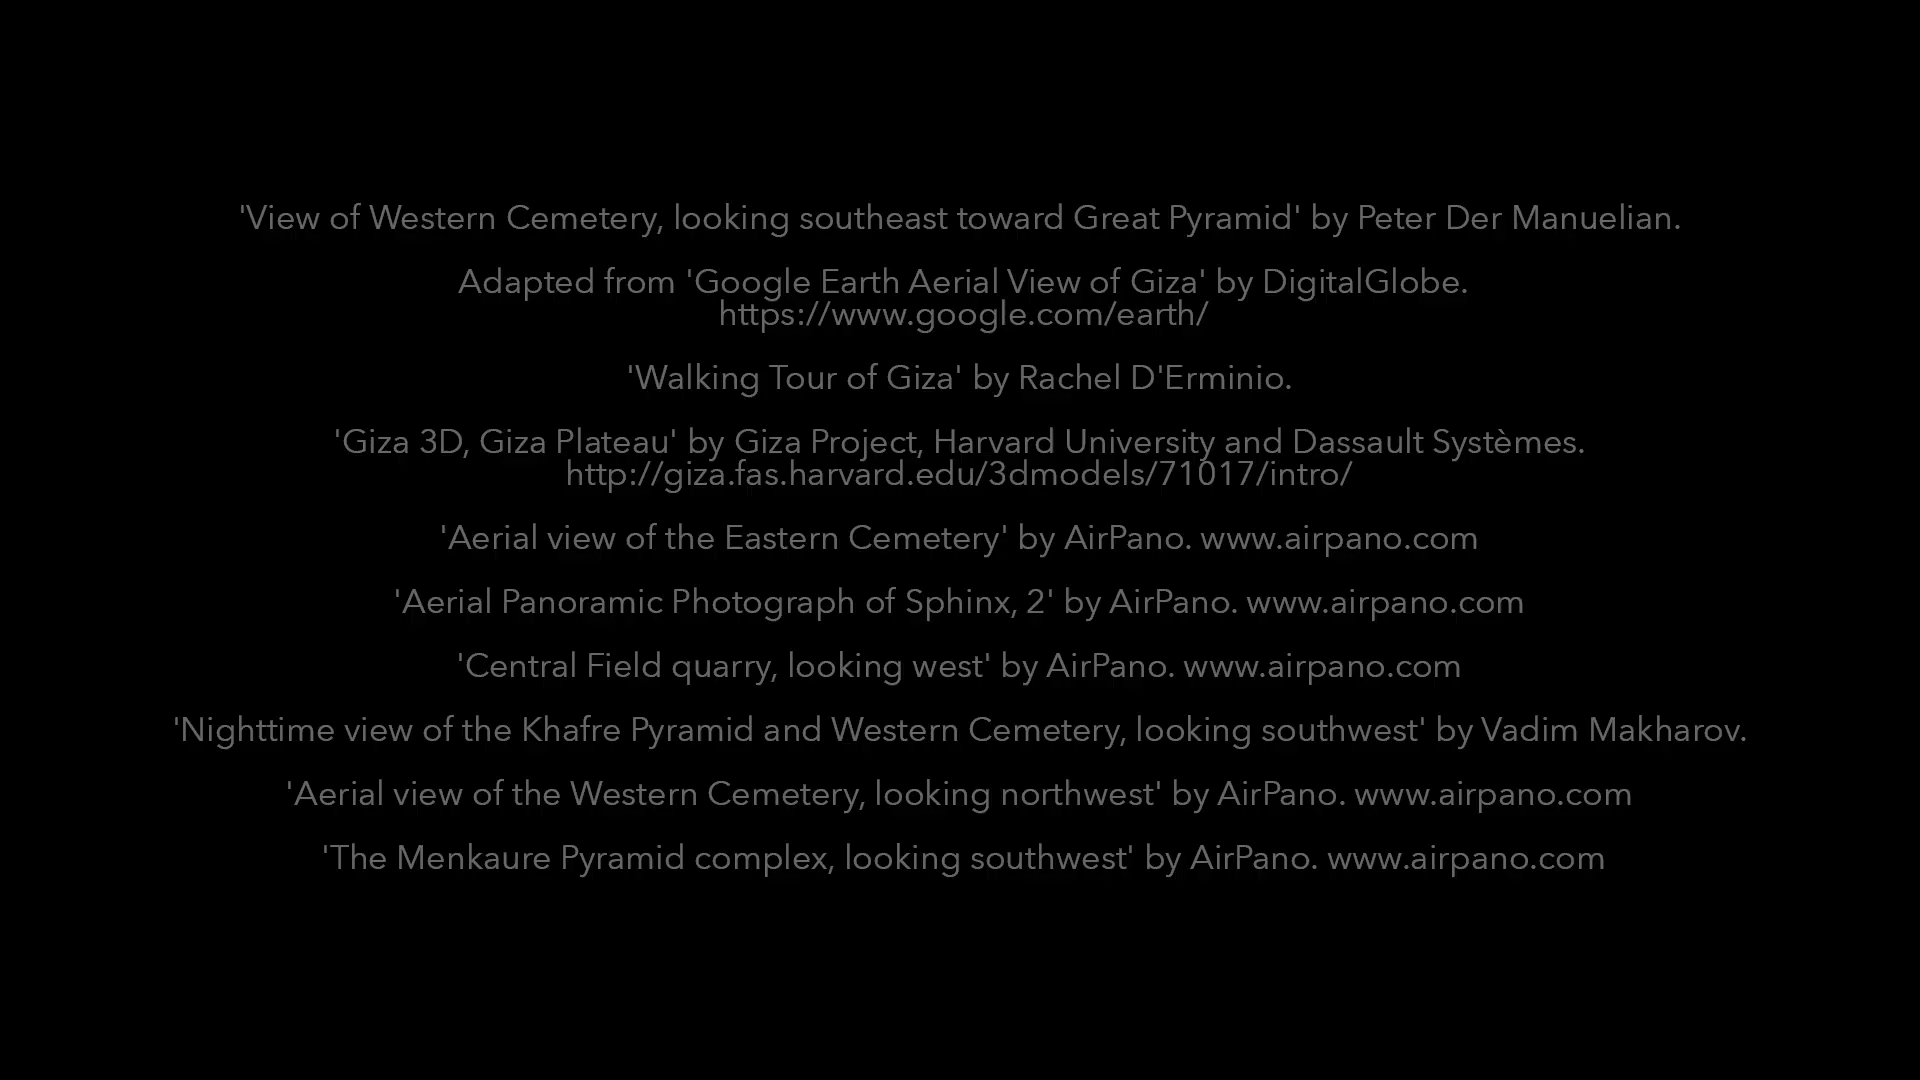 'View of Western Cemetery, looking southeast toward Great Pyramid' by Peter Der Manuelian.
Adapted from 'Google Earth Aerial View of Giza' by DigitalGlobe.
https://www.google.com/earth/
'Walking Tour of Giza' by Rachel D'Erminio.
'Giza 3D, Giza Plateau' by Giza Project, Harvard University and Dassault Systèmes.
http://giza.fas.harvard.edu/3dmodels/71017/intro/
'Aerial view of the Eastern Cemetery' by AirPano. www.airpano.com
'Aerial Panoramic Photograph of Sphinx, 2' by AirPano. www.airpano.com
'Central Field quarry, looking west' by AirPano. www.airpano.com
'Nighttime view of the Khafre Pyramid and Western Cemetery, looking southwest' by Vadim Makharov.
'Aerial view of the Western Cemetery, looking northwest' by AirPano. www.airpano.com
'The Menkaure Pyramid complex, looking southwest' by AirPano. www.airpano.com